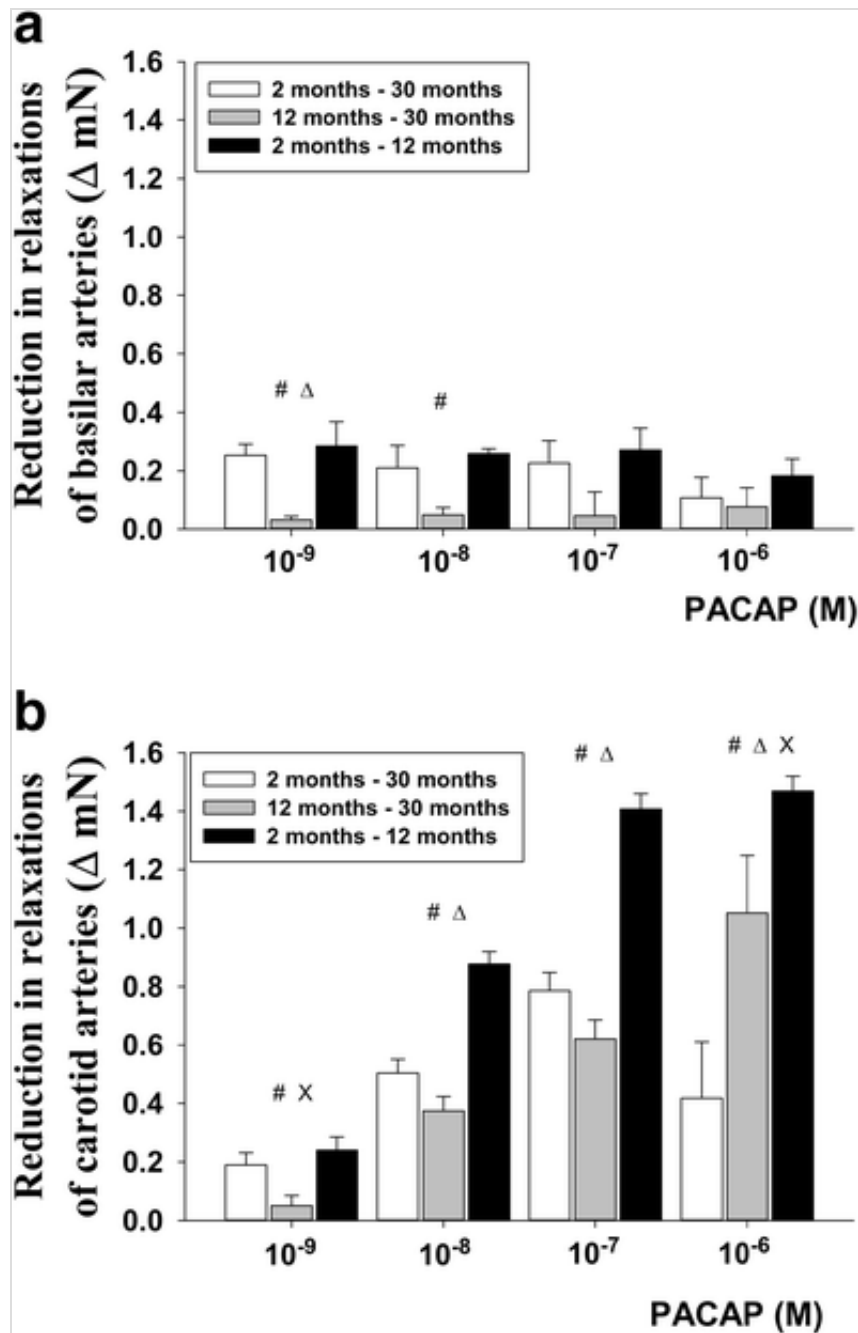 a
Reduction in relaxations
of basilar arteries (Δ mN)
1.6
1.4
1.2
1.0
0.8
0.6
0.4
0.2
0.0
2 months - 30 months
12 months - 30 months
2 months - 12 months
# Δ
#
10⁻⁹ 10⁻⁸ 10⁻⁷ 10⁻⁶
PACAP (M)
b
Reduction in relaxations
of carotid arteries (Δ mN)
1.6
1.4
1.2
1.0
0.8
0.6
0.4
0.2
0.0
2 months - 30 months
12 months - 30 months
2 months - 12 months
# X
# Δ
# Δ
# Δ X
10⁻⁹ 10⁻⁸ 10⁻⁷ 10⁻⁶
PACAP (M)